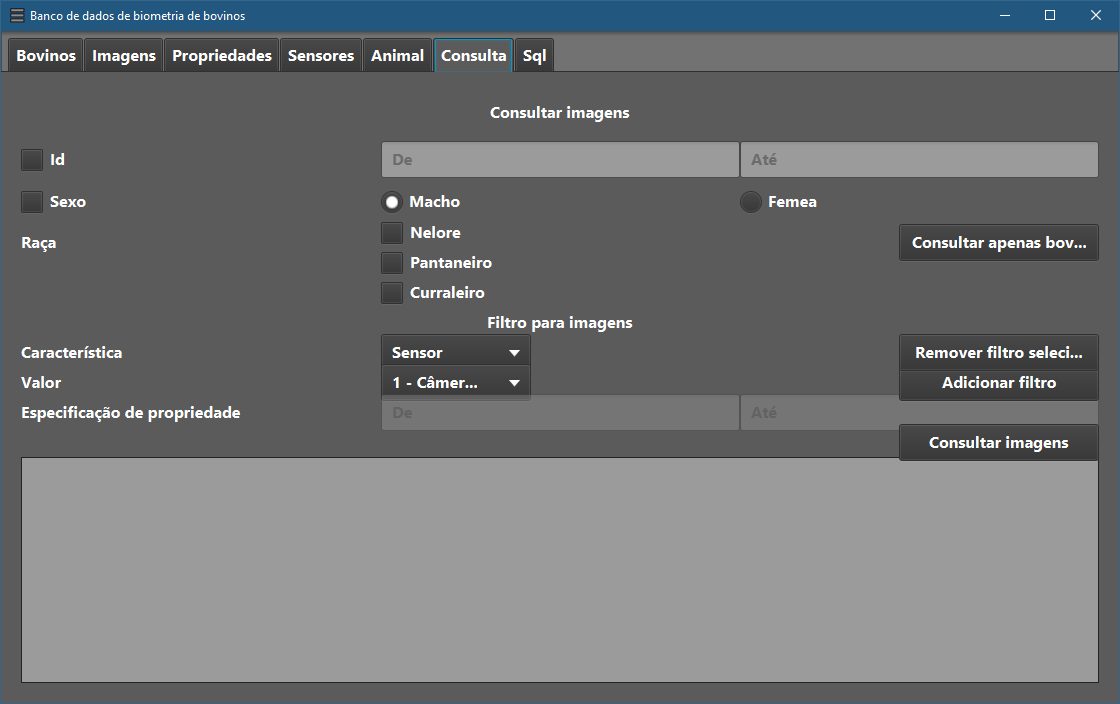 Banco de dados de biometria de bovinos
Bovinos Imagens Propriedades Sensores Animal Consulta Sql
Consultar imagens
Id De Até
Sexo Macho Femea
Nelore
Raça Consultar apenas bov...
Pantaneiro
Curraleiro
Filtro para imagens
Característica Sensor Remover filtro seleci...
Valor 1 - Câmer... Adicionar filtro
Especificação de propriedade De Até
Consultar imagens